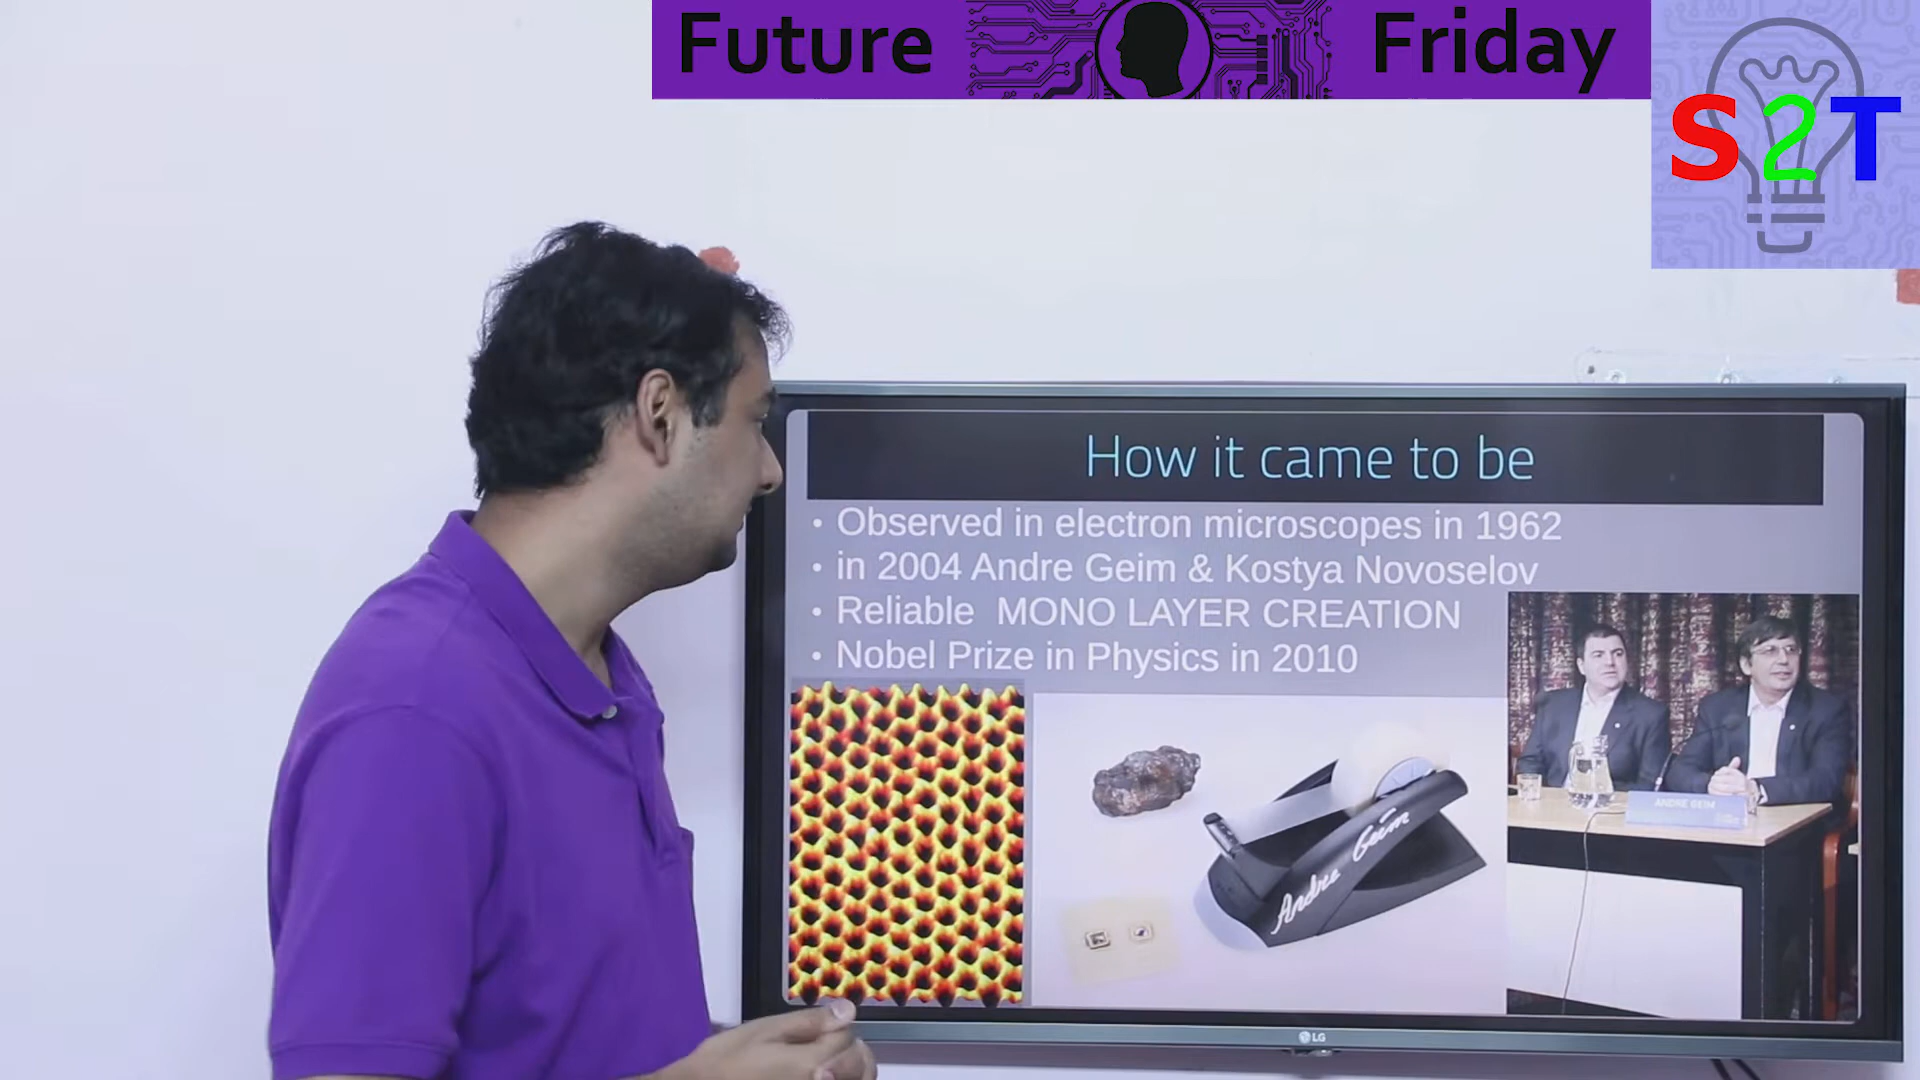 Future Friday
S2T
How it came to be
• Observed in electron microscopes in 1962
• in 2004 Andre Geim & Kostya Novoselov
• Reliable MONO LAYER CREATION
• Nobel Prize in Physics in 2010
Andre Geim
ANDRE GEIM
LG